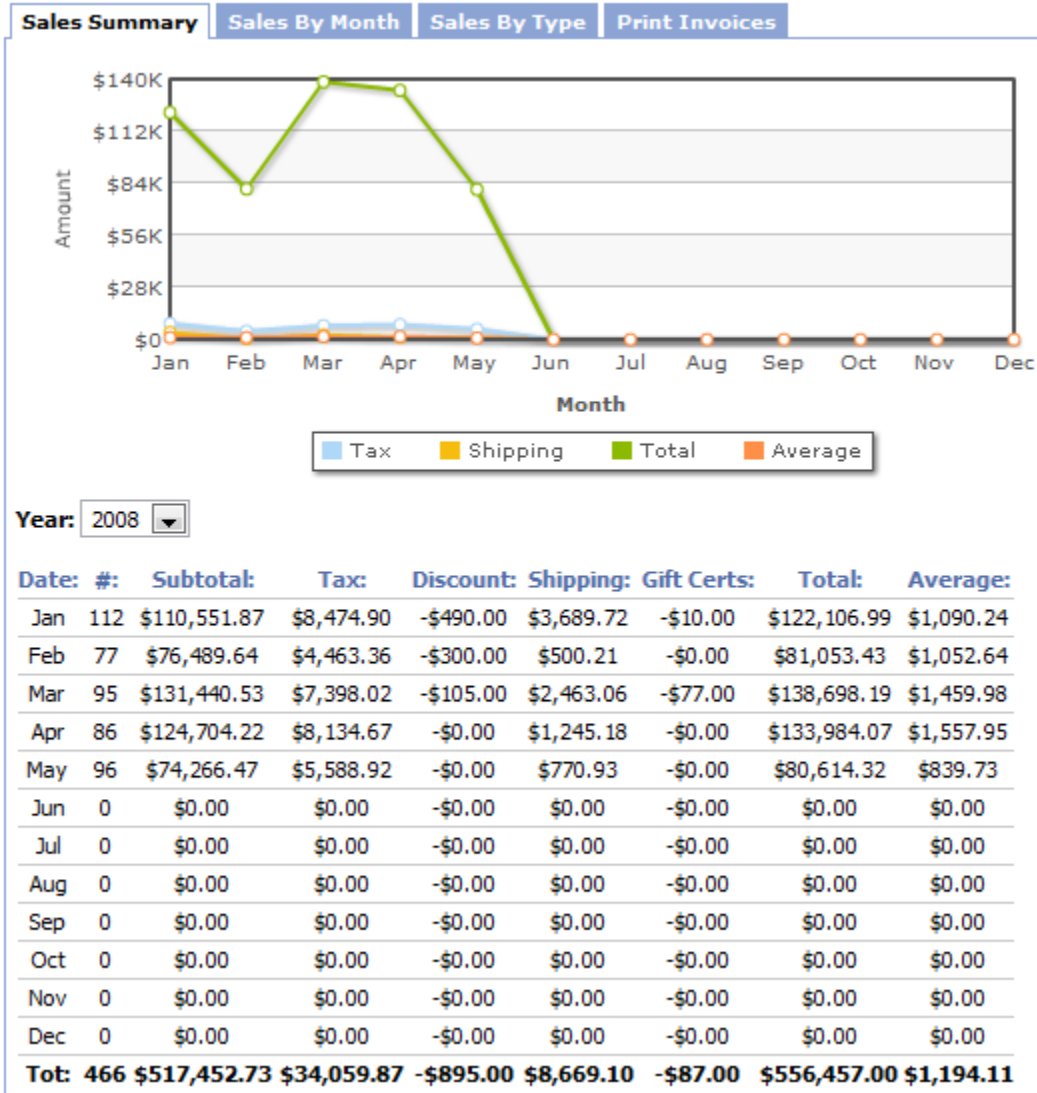 Sales Summary Sales By Month Sales By Type Print Invoices
$140K
$112K
$84K
$56K
$28K
$0
Amount
Jan Feb Mar Apr May Jun Jul Aug Sep Oct Nov Dec
Month
Tax Shipping Total Average
Year: 2008
Date: #: Subtotal: Tax: Discount: Shipping: Gift Certs: Total: Average:
Jan 112 $110,551.87 $8,474.90 -$490.00 $3,689.72 -$10.00 $122,106.99 $1,090.24
Feb 77 $76,489.64 $4,463.36 -$300.00 $500.21 -$0.00 $81,053.43 $1,052.64
Mar 95 $131,440.53 $7,398.02 -$105.00 $2,463.06 -$77.00 $138,698.19 $1,459.98
Apr 86 $124,704.22 $8,134.67 -$0.00 $1,245.18 -$0.00 $133,984.07 $1,557.95
May 96 $74,266.47 $5,588.92 -$0.00 $770.93 -$0.00 $80,614.32 $839.73
Jun 0 $0.00 $0.00 -$0.00 $0.00 -$0.00 $0.00 $0.00
Jul 0 $0.00 $0.00 -$0.00 $0.00 -$0.00 $0.00 $0.00
Aug 0 $0.00 $0.00 -$0.00 $0.00 -$0.00 $0.00 $0.00
Sep 0 $0.00 $0.00 -$0.00 $0.00 -$0.00 $0.00 $0.00
Oct 0 $0.00 $0.00 -$0.00 $0.00 -$0.00 $0.00 $0.00
Nov 0 $0.00 $0.00 -$0.00 $0.00 -$0.00 $0.00 $0.00
Dec 0 $0.00 $0.00 -$0.00 $0.00 -$0.00 $0.00 $0.00
Tot: 466 $517,452.73 $34,059.87 -$895.00 $8,669.10 -$87.00 $556,457.00 $1,194.11